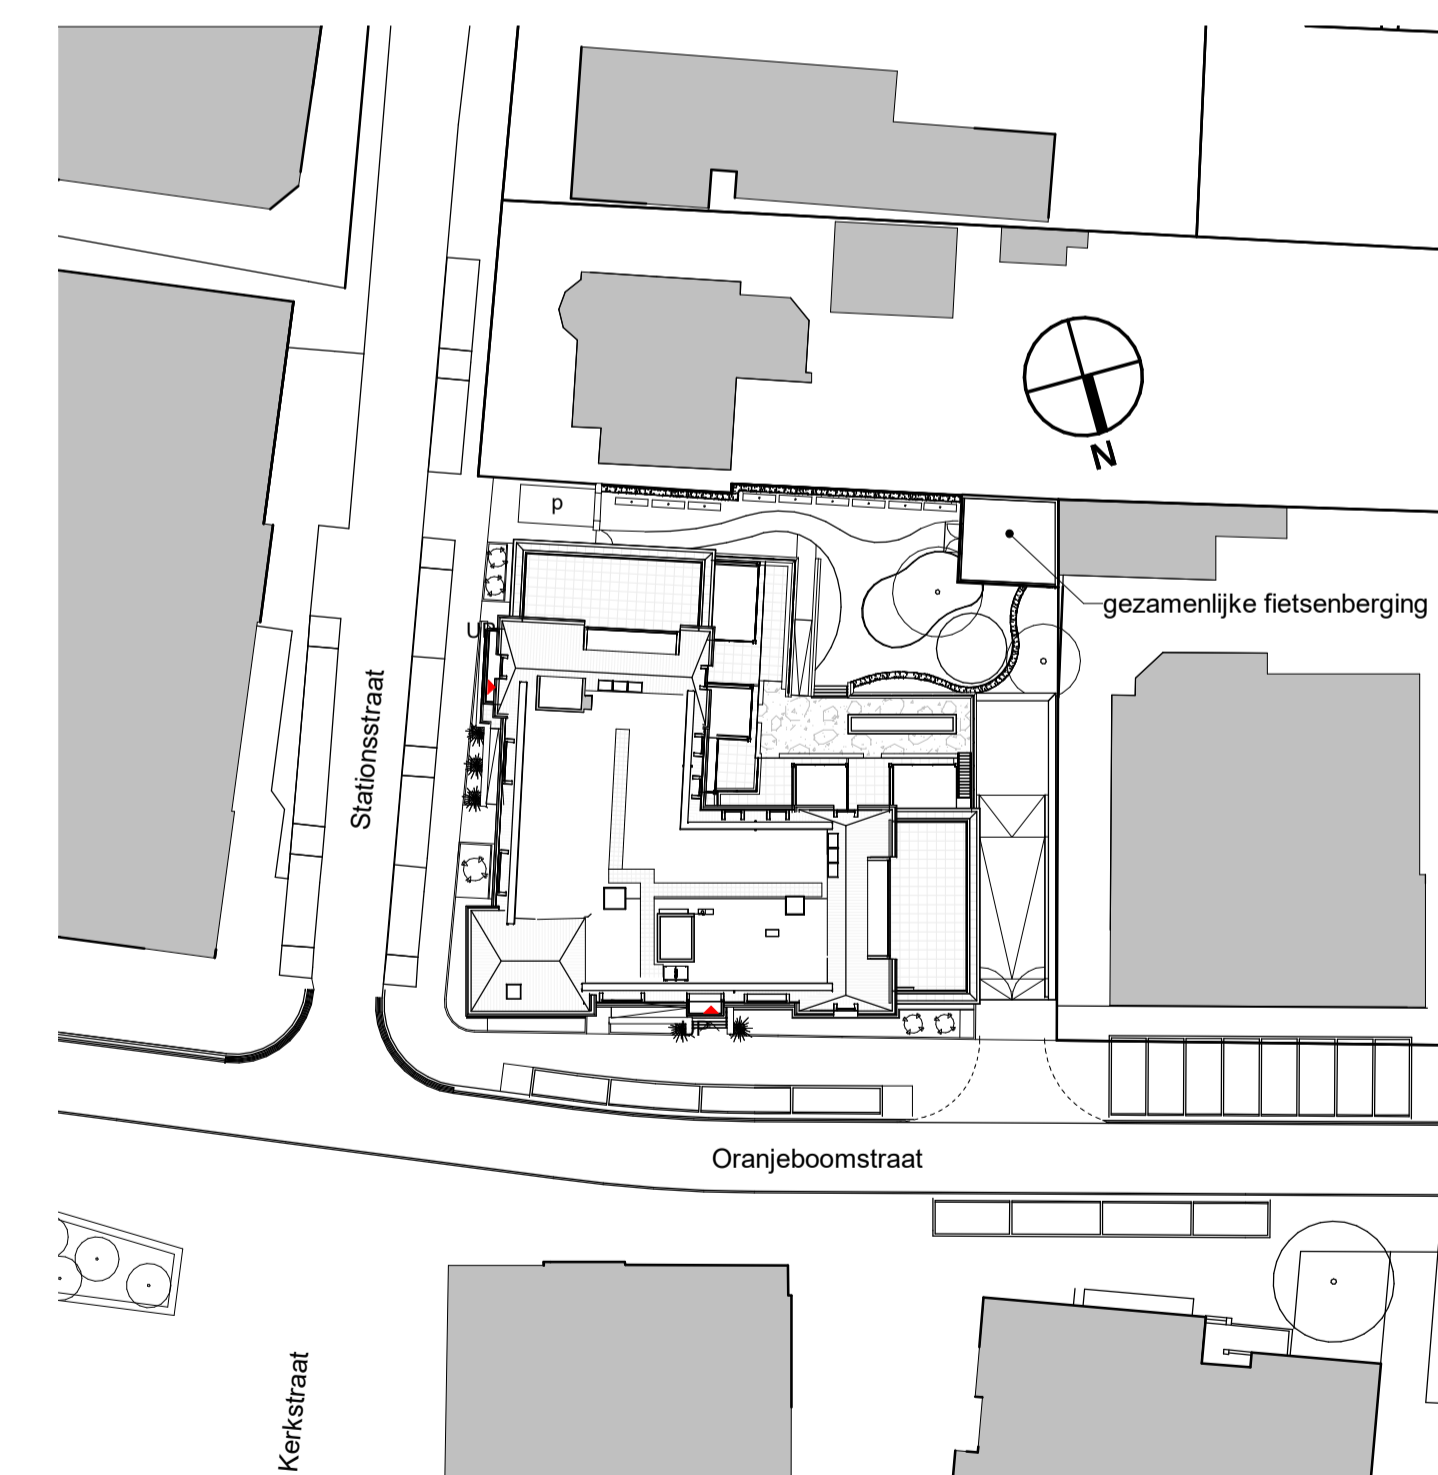 N
p
gezamenlijke fietsenberging
Stationsstraat
Oranjeboomstraat
Kerkstraat